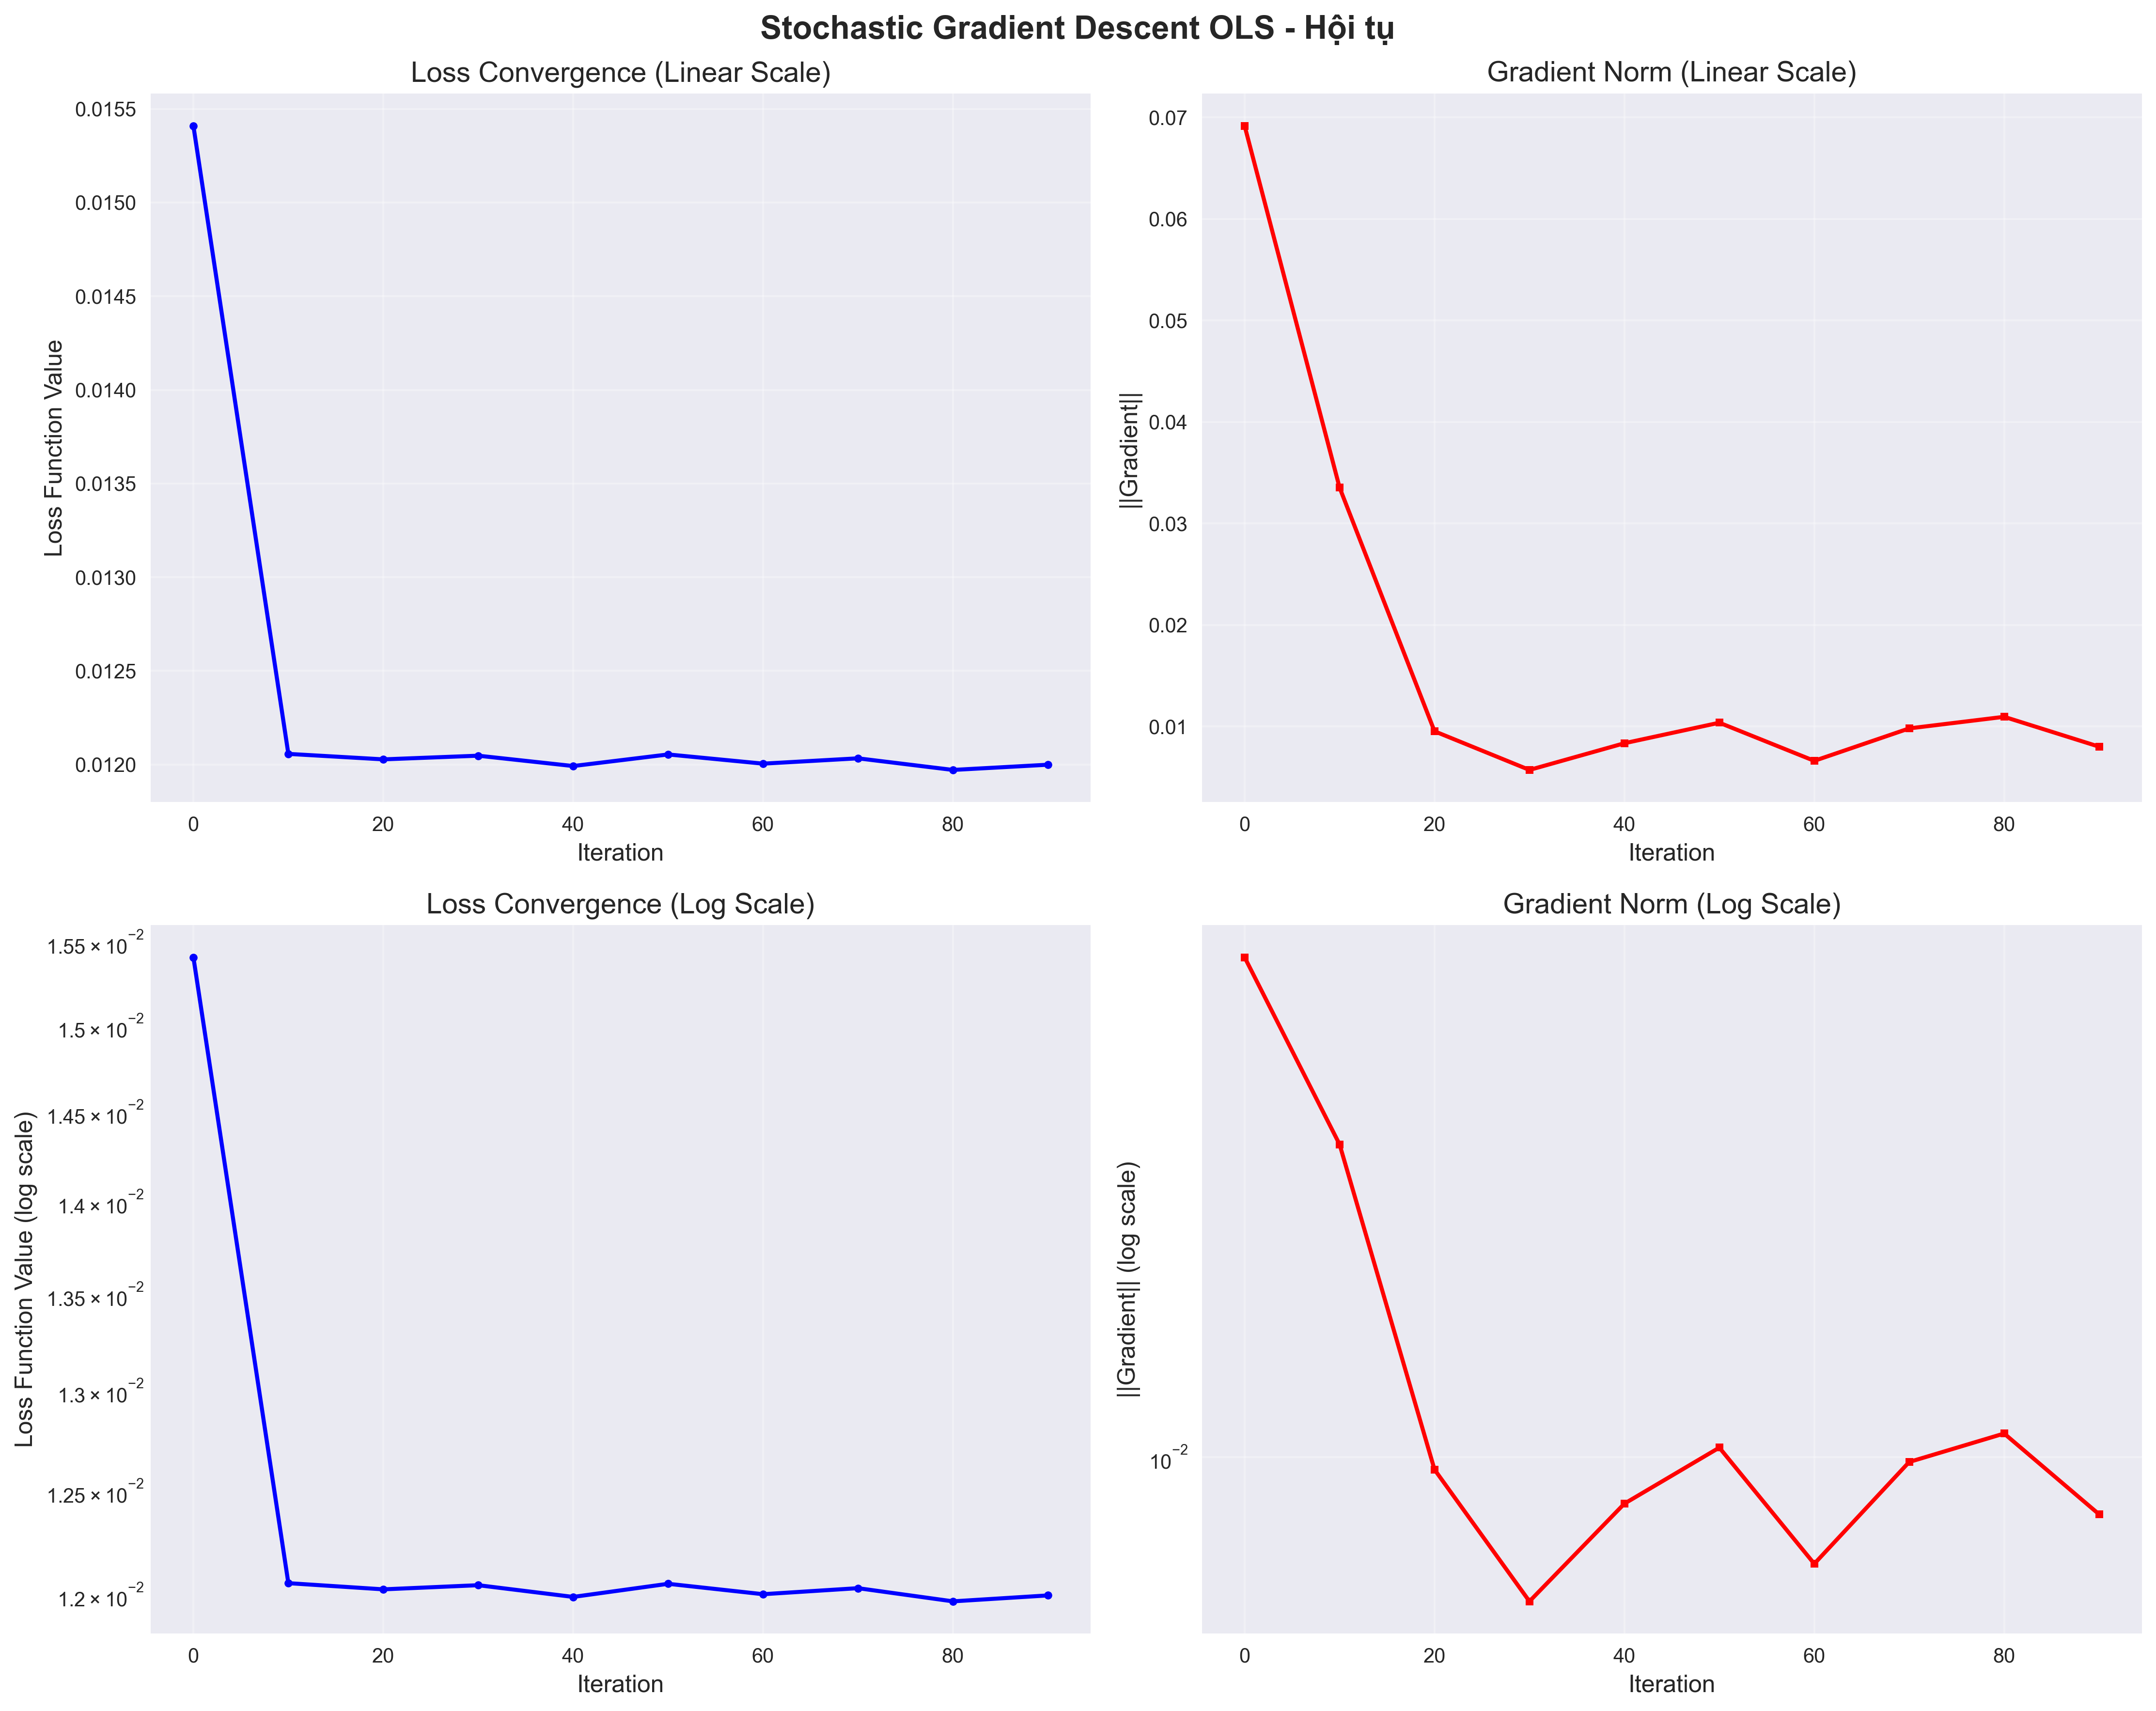 Stochastic Gradient Descent OLS - Hội tụ
Loss Convergence (Linear Scale)
0.0155
0.0150
0.0145
0.0140
0.0135
0.0130
0.0125
0.0120
Loss Function Value
0
20
40
60
80
Iteration
Gradient Norm (Linear Scale)
0.07
0.06
0.05
0.04
0.03
0.02
0.01
||Gradient||
0
20
40
60
80
Iteration
Loss Convergence (Log Scale)
1.55 × 10⁻²
1.5 × 10⁻²
1.45 × 10⁻²
1.4 × 10⁻²
1.35 × 10⁻²
1.3 × 10⁻²
1.25 × 10⁻²
1.2 × 10⁻²
Loss Function Value (log scale)
0
20
40
60
80
Iteration
Gradient Norm (Log Scale)
10⁻²
||Gradient|| (log scale)
0
20
40
60
80
Iteration